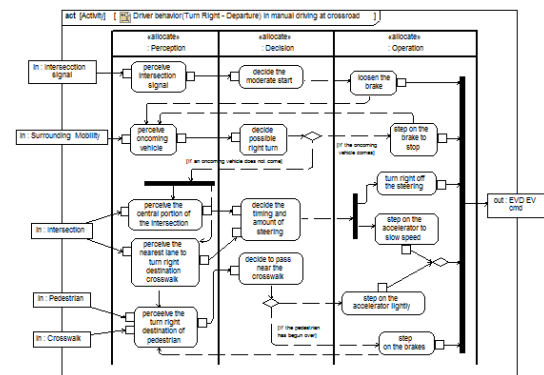 act [Activity] [ Driver behavior(Turn Right - Departure) in manual driving at crossroad ]
«allocate»
: Perception
«allocate»
: Decision
«allocate»
: Operation
in : Intersecction
signal
perceive
intersection
signal
decide the
moderate start
loosen the
brake
in : Surrounding Mobility
perceive
oncoming
vehicle
decide
possible
right turn
step on the
brake to
stop
[if the oncoming
vehicle comes]
[if an oncoming vehicle does not come]
turn right off
the steering
out : EVD EV
cmd
in : Intersection
perceive the
central portion of
the intersection
decide the
timing and
amount of
steering
step on the
accelerator to
slow speed
perceive the
nearest lane to
turn right
destination
crosswalk
decide to pass
near the
crosswalk
in : Pedestrian
in : Crosswalk
perceive the
turn right
destination of
pedestrian
step on the
accelerator lightly
[if the pedestrian
has begun over]
step
on the brakes